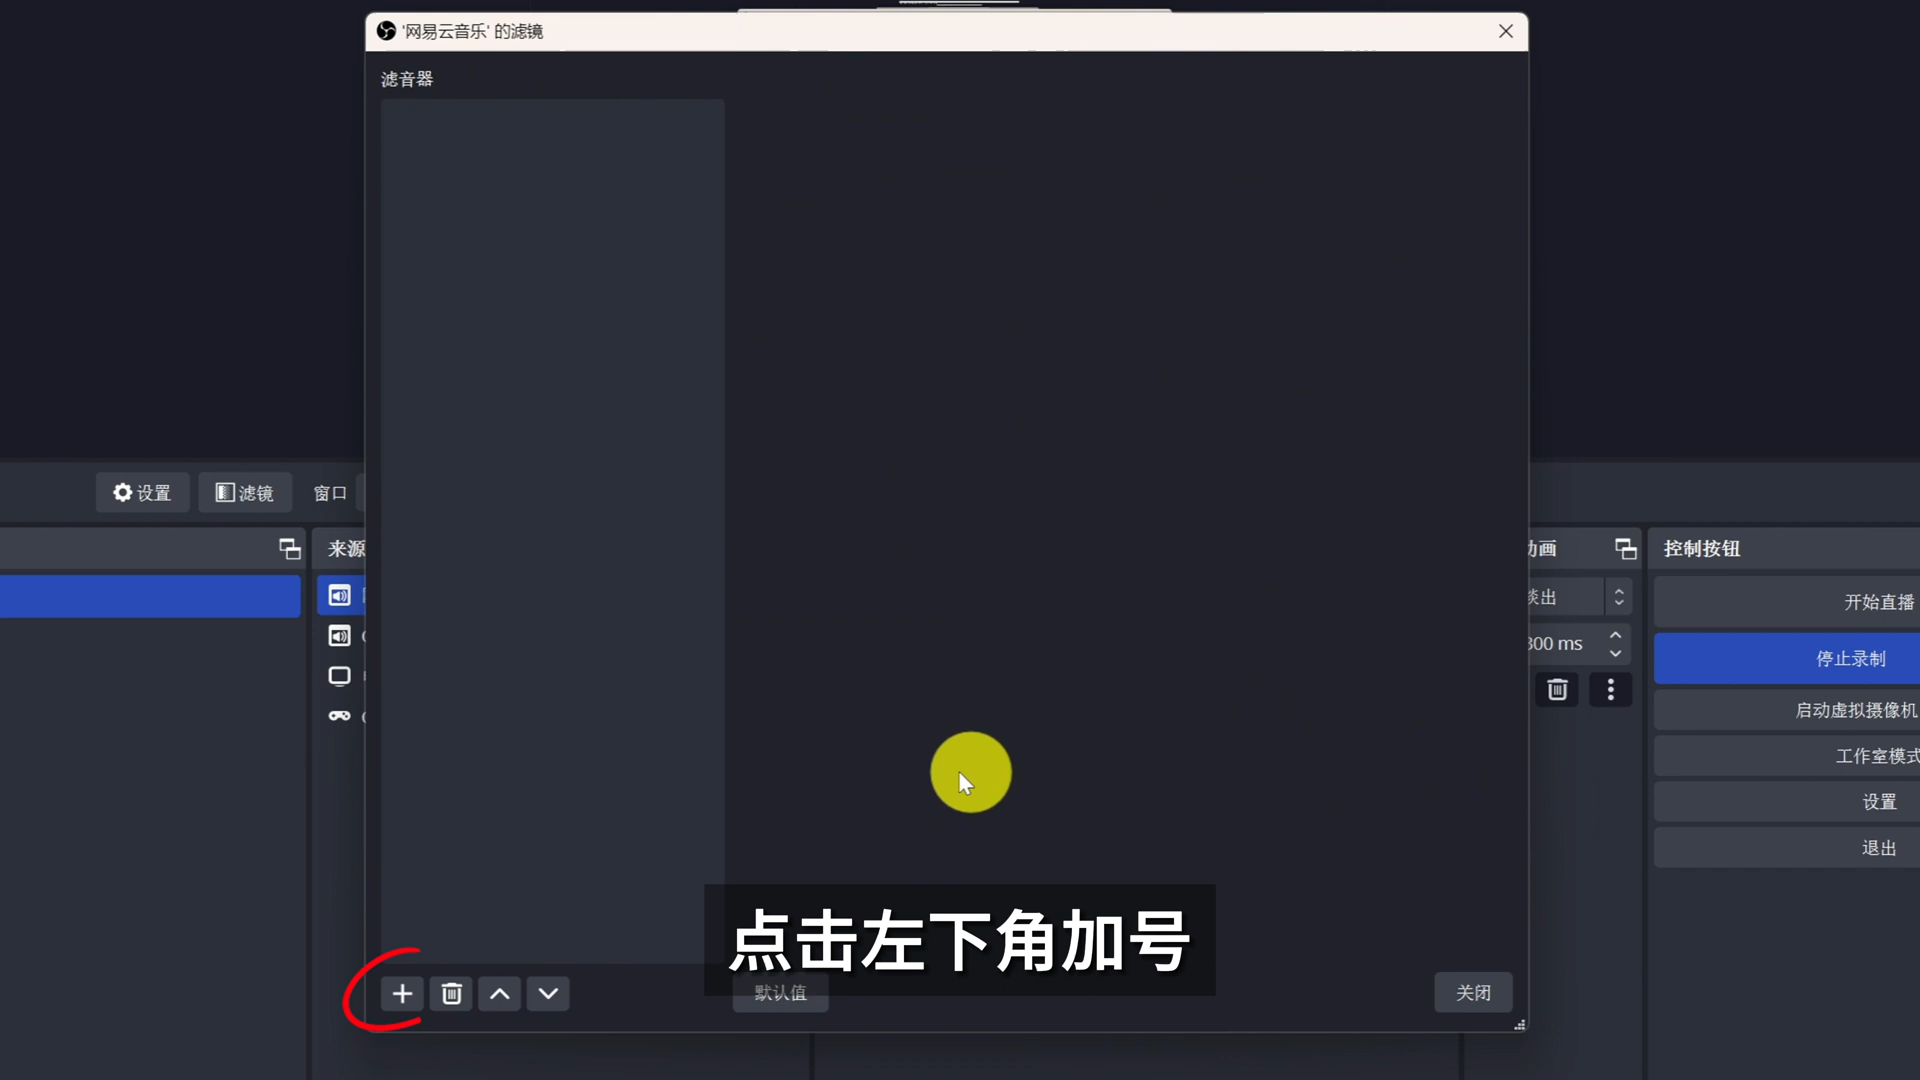 '网易云音乐' 的滤镜
滤音器
设置
滤镜
窗口
来源
动画
控制按钮
淡出
300 ms
开始直播
停止录制
启动虚拟摄像机
工作室模式
设置
退出
点击左下角加号
默认值
关闭